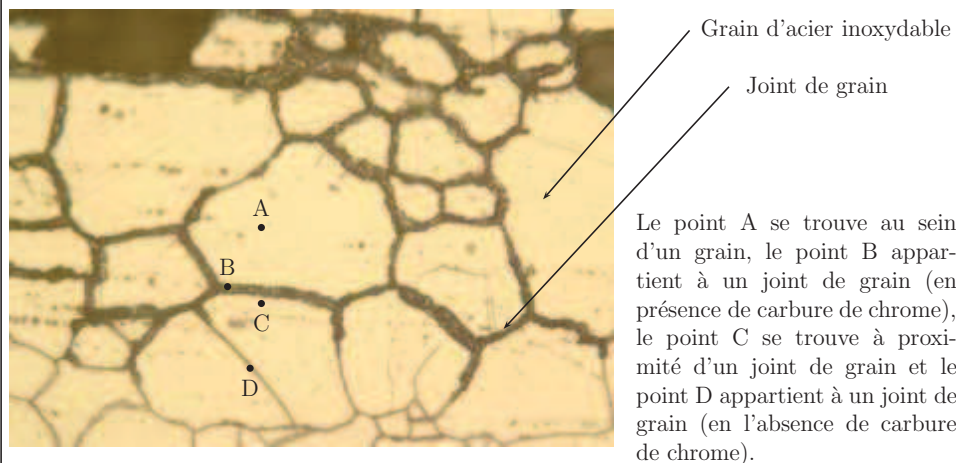 Grain d'acier inoxydable
Joint de grain
A
B
C
D
Le point A se trouve au sein
d'un grain, le point B appar-
tient à un joint de grain (en
présence de carbure de chrome),
le point C se trouve à proxi-
mité d'un joint de grain et le
point D appartient à un joint de
grain (en l'absence de carbure
de chrome).